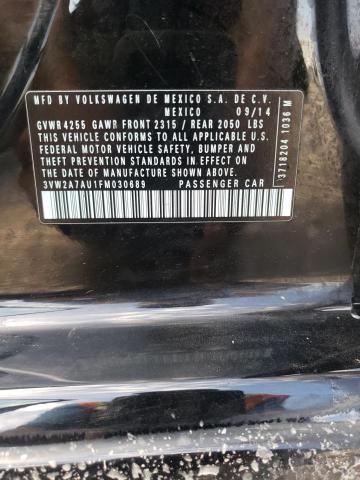 MFD BY VOLKSWAGEN DE MEXICO S.A. DE C.V.
MEXICO 09/14
GVWR 4255 GAWR FRONT 2315 / REAR 2050 LBS
THIS VEHICLE CONFORMS TO ALL APPLICABLE U.S.
FEDERAL MOTOR VEHICLE SAFETY, BUMPER AND
THEFT PREVENTION STANDARDS IN EFFECT
ON THE DATE OF MANUFACTURE SHOWN ABOVE.
3VW2A7AU1FM030689 PASSENGER CAR
3718204 1036 M